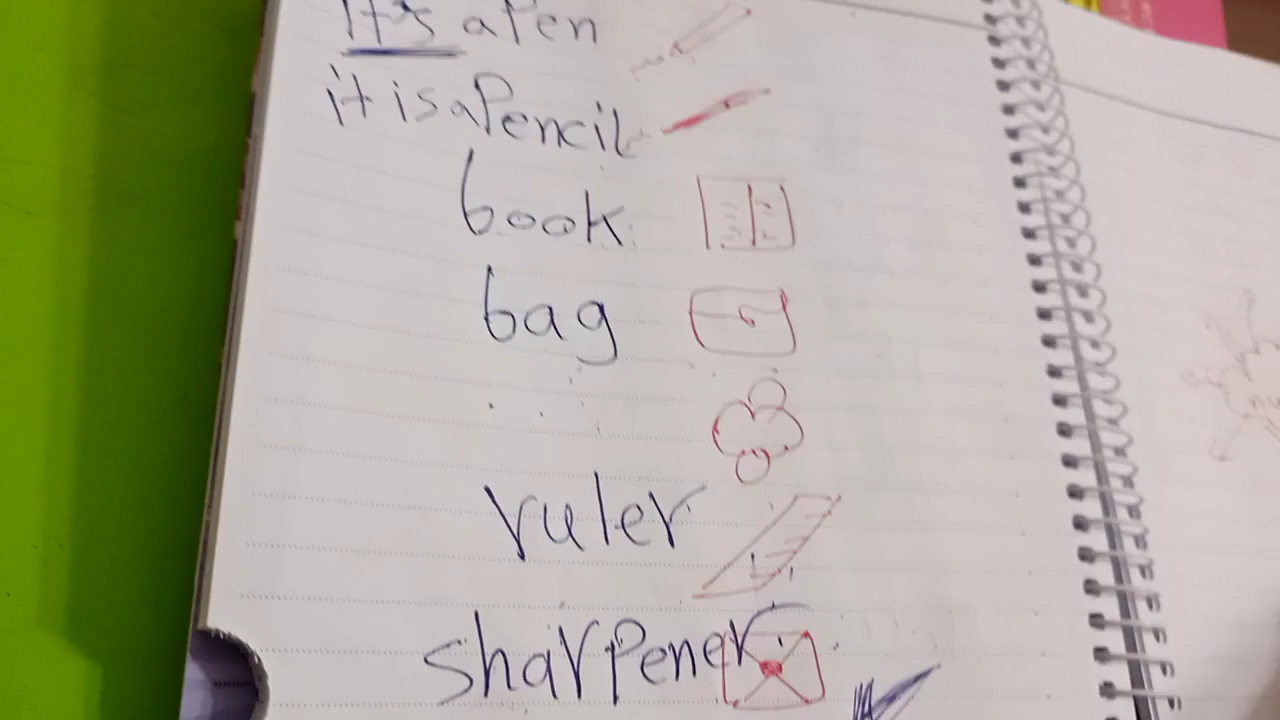 It's a Pen
it is a Pencil
book
bag
ruler
sharpener